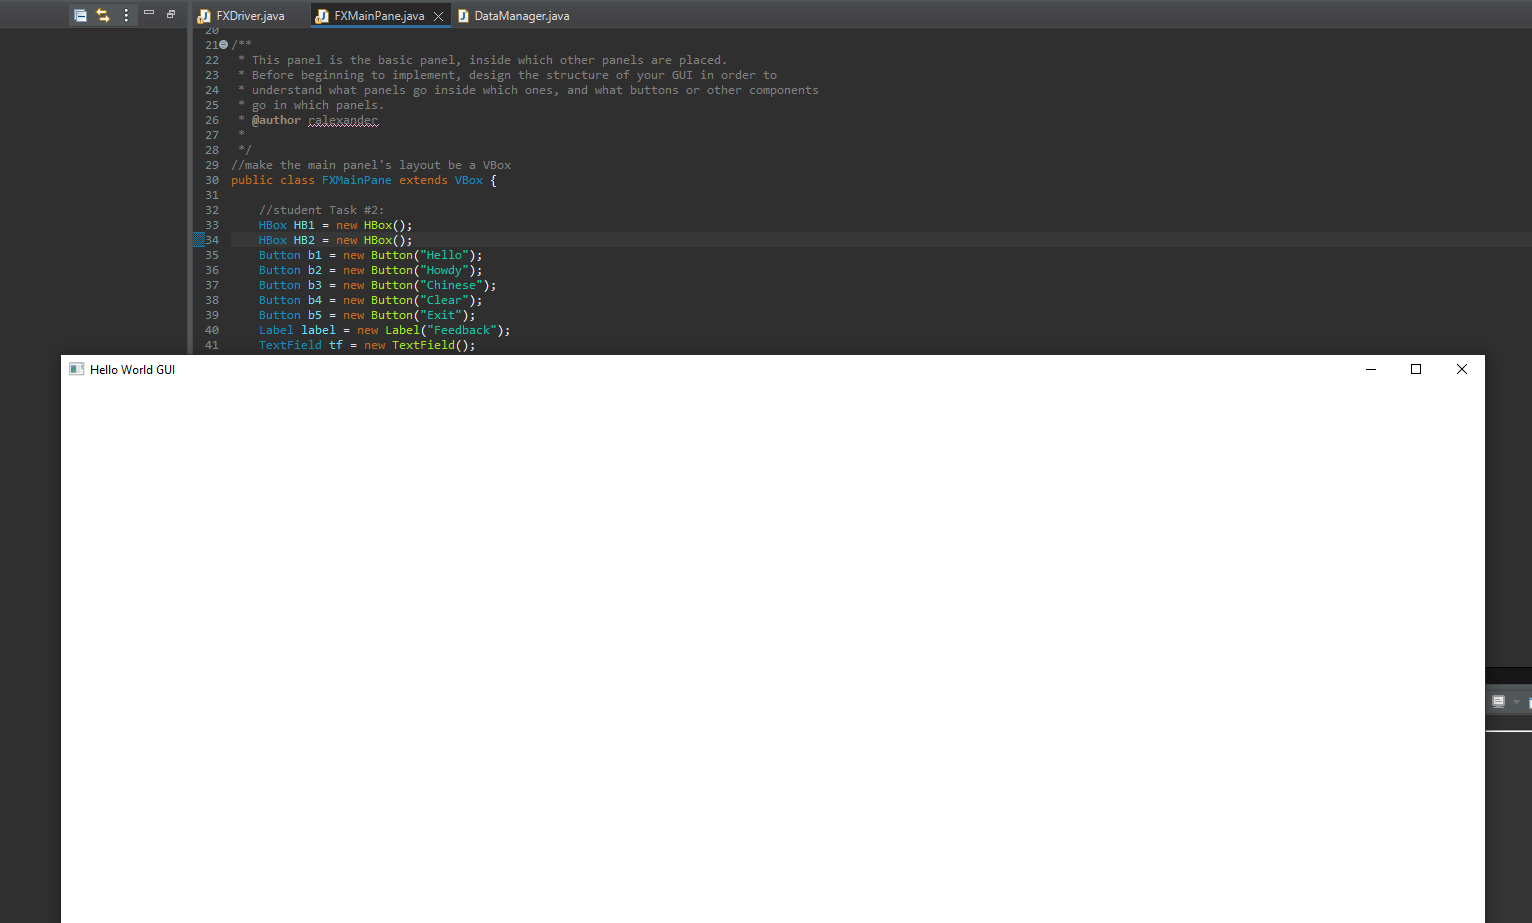 FXDriver.java FXMainPane.java DataManager.java
20
21 /**
22  * This panel is the basic panel, inside which other panels are placed.
23  * Before beginning to implement, design the structure of your GUI in order to
24  * understand what panels go inside which ones, and what buttons or other components
25  * go in which panels.
26  * @author ralexander
27  *
28  */
29 //make the main panel's layout be a VBox
30 public class FXMainPane extends VBox {
31
32     //student Task #2:
33     HBox HB1 = new HBox();
34     HBox HB2 = new HBox();
35     Button b1 = new Button("Hello");
36     Button b2 = new Button("Howdy");
37     Button b3 = new Button("Chinese");
38     Button b4 = new Button("Clear");
39     Button b5 = new Button("Exit");
40     Label label = new Label("Feedback");
41     TextField tf = new TextField();
Hello World GUI